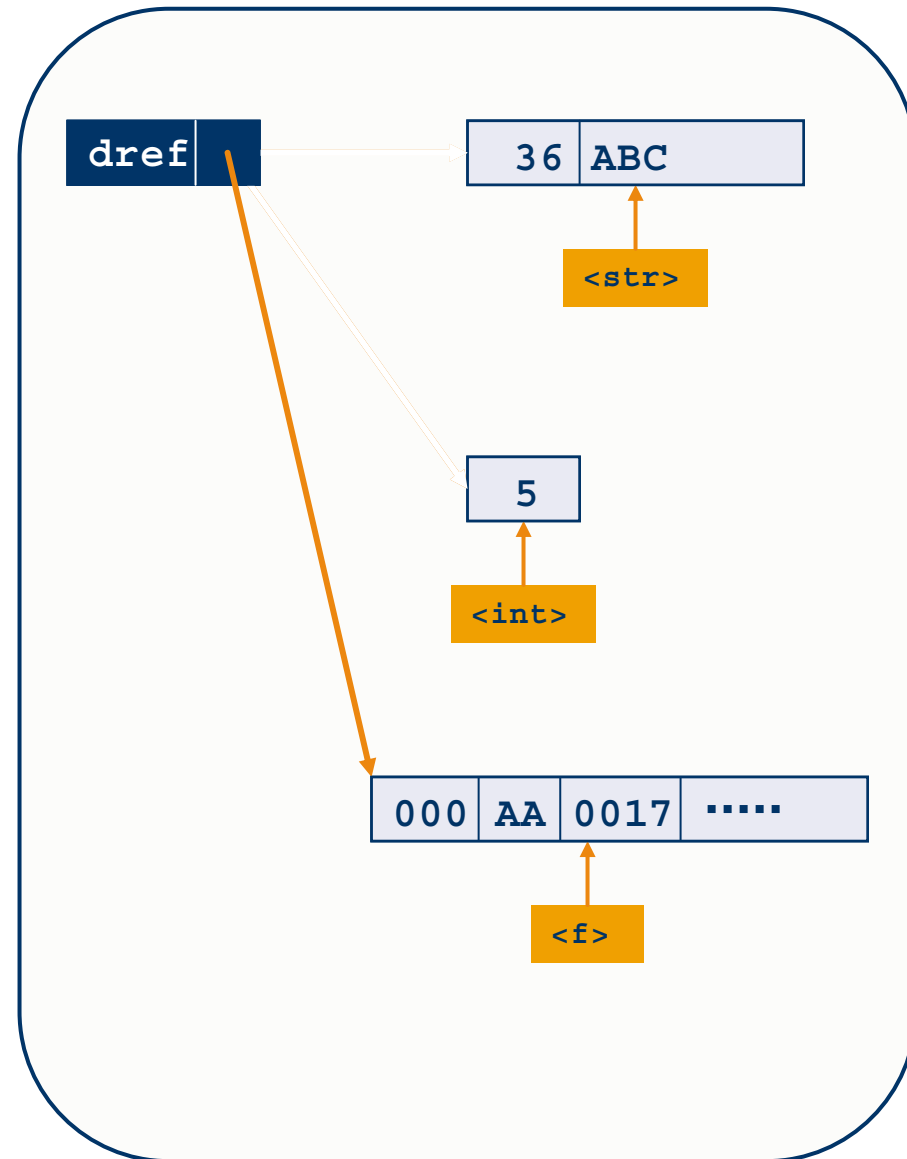 dref 36 ABC
<str>
5
<int>
000 AA 0017 .....
<f>